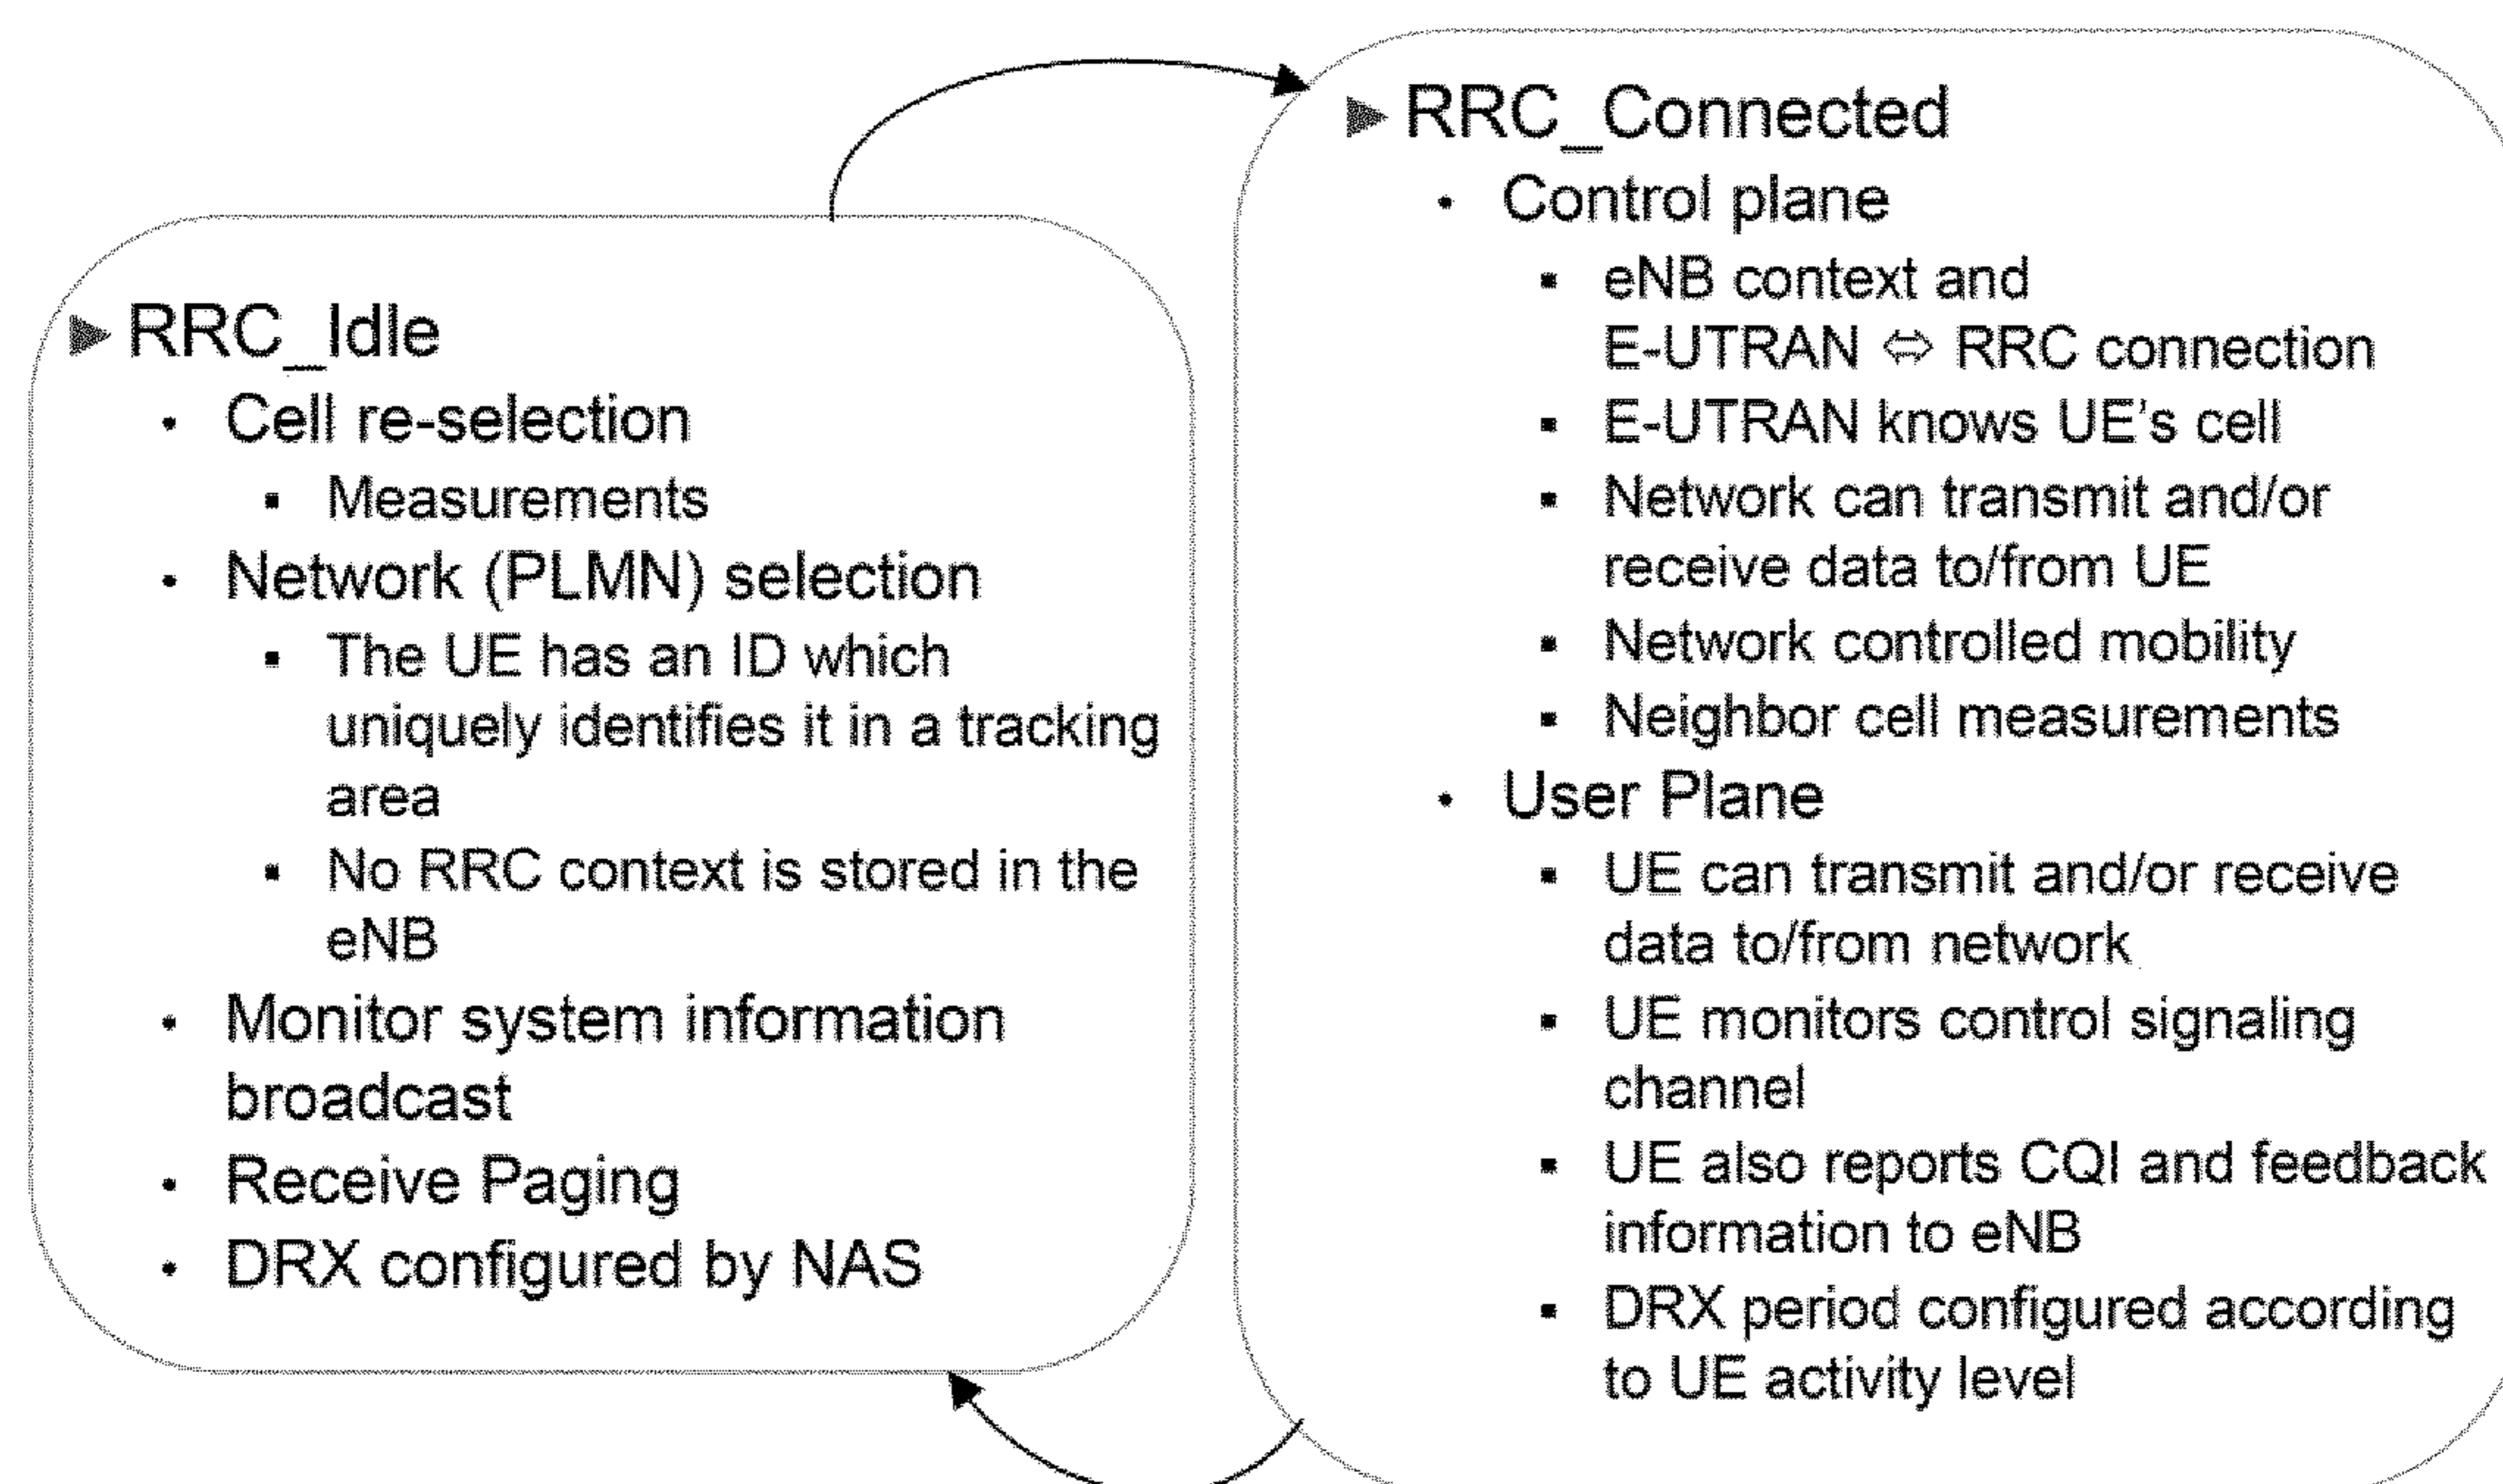 RRC_Idle
Cell re-selection
Measurements
Network (PLMN) selection
The UE has an ID which
uniquely identifies it in a tracking
area
No RRC context is stored in the
eNB
Monitor system information
broadcast
Receive Paging
DRX configured by NAS
RRC_Connected
Control plane
eNB context and
E-UTRAN ⇔ RRC connection
E-UTRAN knows UE's cell
Network can transmit and/or
receive data to/from UE
Network controlled mobility
Neighbor cell measurements
User Plane
UE can transmit and/or receive
data to/from network
UE monitors control signaling
channel
UE also reports CQI and feedback
information to eNB
DRX period configured according
to UE activity level